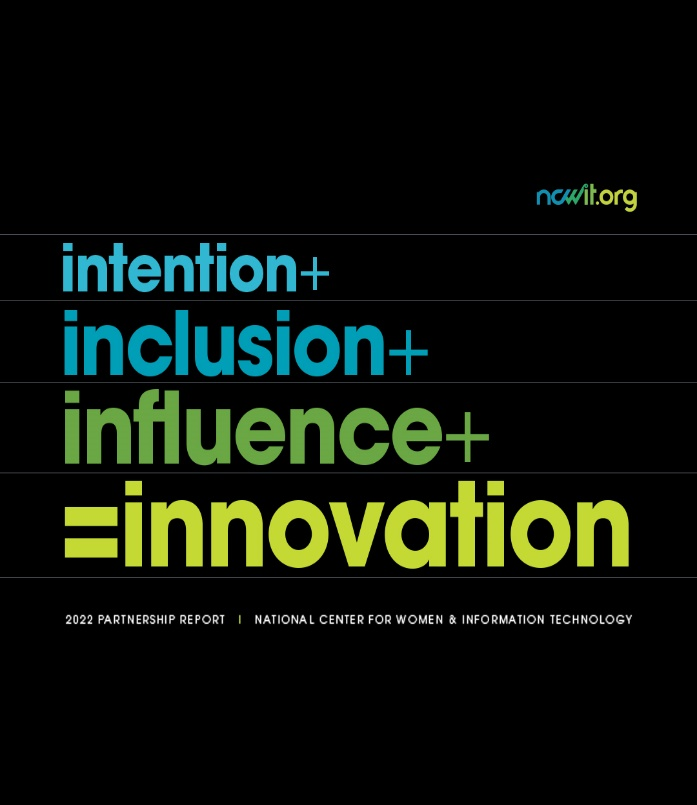 ncwit.org
intention+
inclusion+
influence+
=innovation
2022 PARTNERSHIP REPORT | NATIONAL CENTER FOR WOMEN & INFORMATION TECHNOLOGY